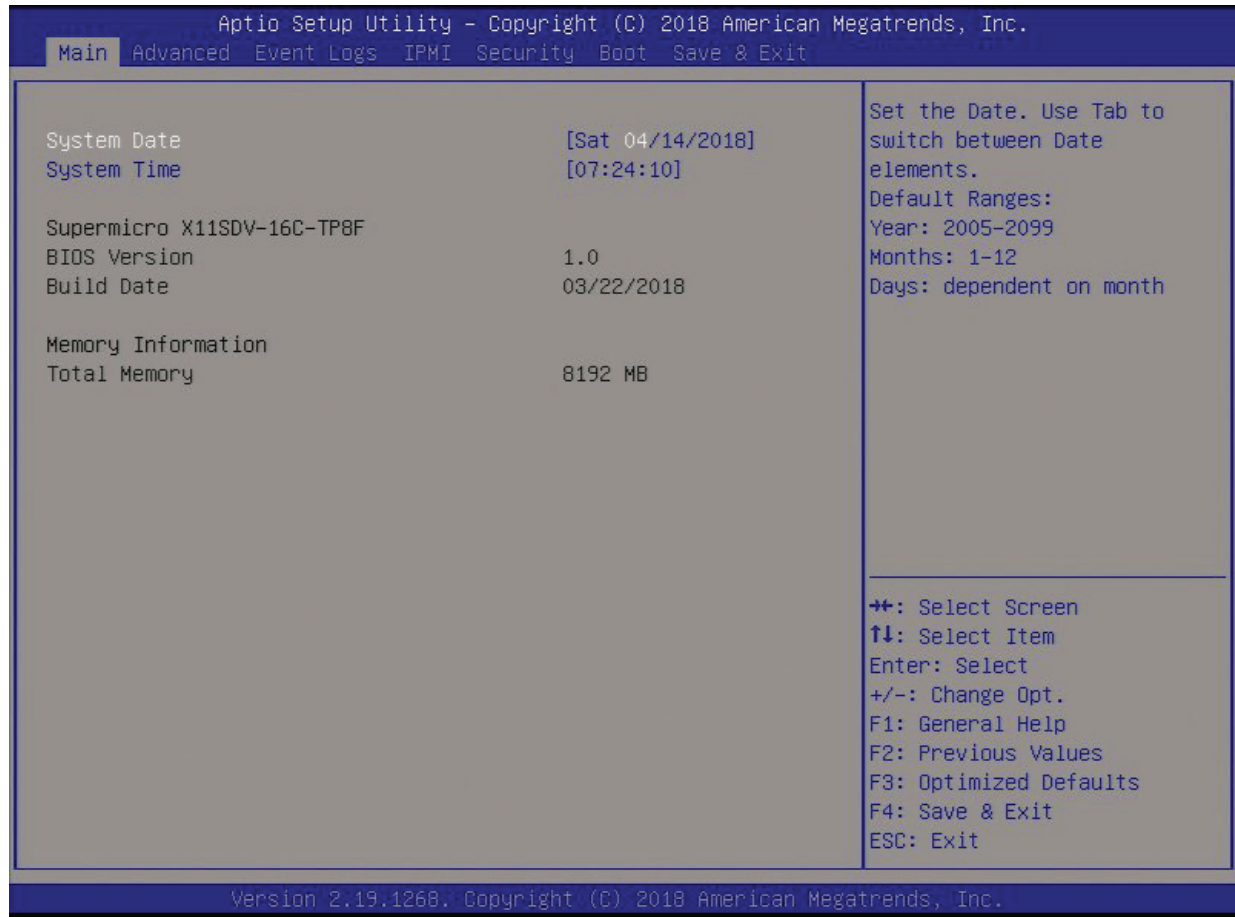 Aptio Setup Utility – Copyright (C) 2018 American Megatrends, Inc.
Main Advanced Event Logs IPMI Security Boot Save & Exit
System Date [Sat 04/14/2018]
System Time [07:24:10]
Supermicro X11SDV-16C-TP8F
BIOS Version 1.0
Build Date 03/22/2018
Memory Information
Total Memory 8192 MB
Set the Date. Use Tab to
switch between Date
elements.
Default Ranges:
Year: 2005-2099
Months: 1-12
Days: dependent on month
→←: Select Screen
↑↓: Select Item
Enter: Select
+/-: Change Opt.
F1: General Help
F2: Previous Values
F3: Optimized Defaults
F4: Save & Exit
ESC: Exit
Version 2.19.1268. Copyright (C) 2018 American Megatrends, Inc.